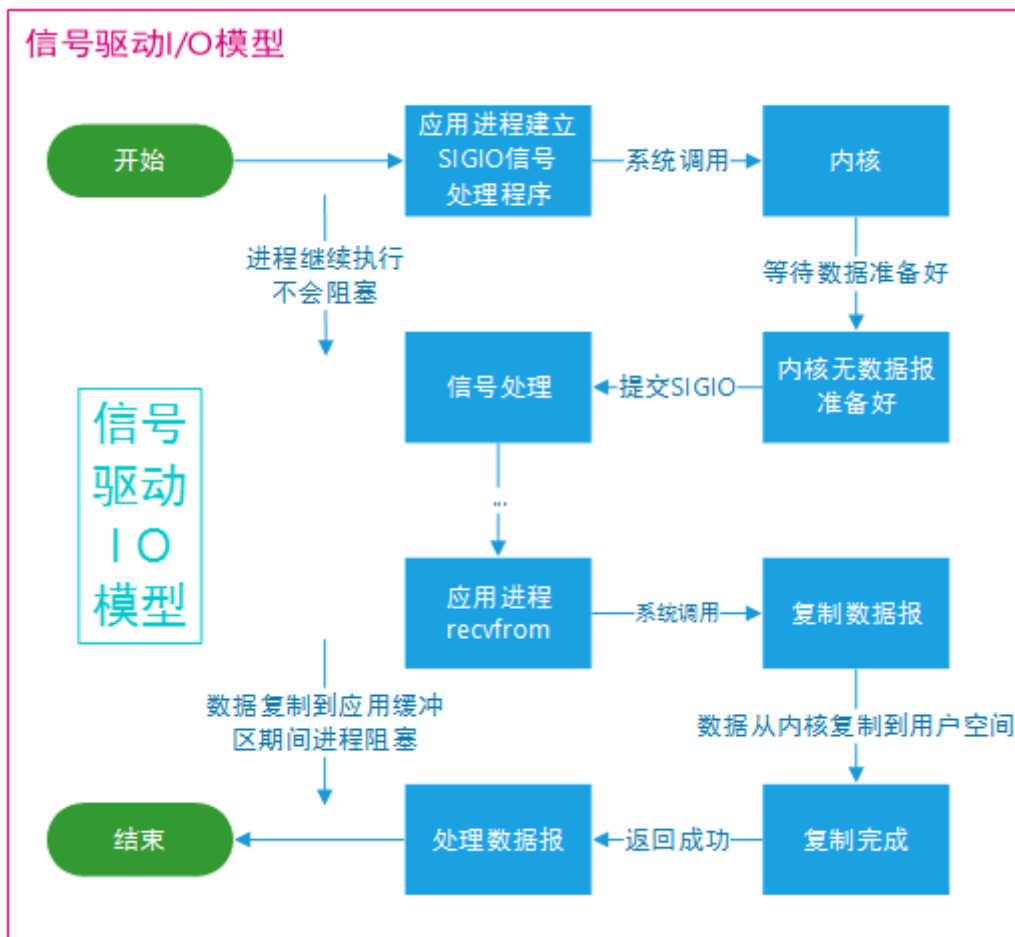 信号驱动I/O模型
开始
应用进程建立
SIGIO信号
处理程序
系统调用
内核
进程继续执行
不会阻塞
等待数据准备好
信号处理
提交SIGIO
内核无数据报
准备好
信号
驱动
IO
模型
...
应用进程
recvfrom
系统调用
复制数据报
数据复制到应用缓冲
区期间进程阻塞
数据从内核复制到用户空间
结束
处理数据报
返回成功
复制完成